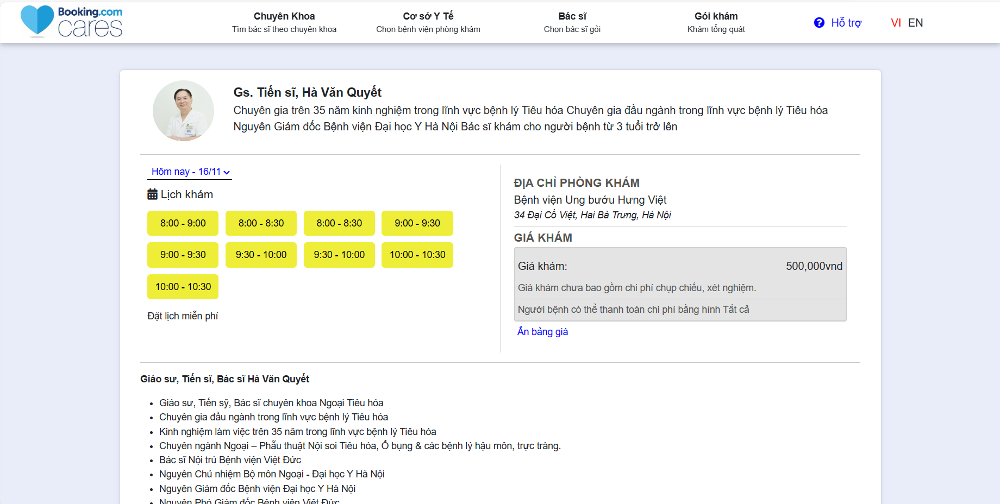 Booking.com
cares
Chuyên Khoa
Tìm bác sĩ theo chuyên khoa
Cơ sở Y Tế
Chọn bệnh viện phòng khám
Bác sĩ
Chọn bác sĩ gỏi
Gói khám
Khám tổng quát
Hỗ trợ
VI EN
Gs. Tiến sĩ, Hà Văn Quyết
Chuyên gia trên 35 năm kinh nghiệm trong lĩnh vực bệnh lý Tiêu hóa Chuyên gia đầu ngành trong lĩnh vực bệnh lý Tiêu hóa
Nguyên Giám đốc Bệnh viện Đại học Y Hà Nội Bác sĩ khám cho người bệnh từ 3 tuổi trở lên
Hôm nay - 16/11
Lịch khám
8:00 - 9:00 8:00 - 8:30 8:00 - 8:30 9:00 - 9:30
9:00 - 9:30 9:30 - 10:00 9:30 - 10:00 10:00 - 10:30
10:00 - 10:30
Đặt lịch miễn phí
ĐỊA CHỈ PHÒNG KHÁM
Bệnh viện Ung bướu Hưng Việt
34 Đại Cồ Việt, Hai Bà Trưng, Hà Nội
GIÁ KHÁM
Giá khám: 500,000vnd
Giá khám chưa bao gồm chi phí chụp chiếu, xét nghiệm.
Người bệnh có thể thanh toán chi phí bằng hình Tất cả
Ẩn bảng giá
Giáo sư, Tiến sĩ, Bác sĩ Hà Văn Quyết
Giáo sư, Tiến sỹ, Bác sĩ chuyên khoa Ngoại Tiêu hóa
Chuyên gia đầu ngành trong lĩnh vực bệnh lý Tiêu hóa
Kinh nghiệm làm việc trên 35 năm trong lĩnh vực bệnh lý Tiêu hóa
Chuyên ngành Ngoại – Phẫu thuật Nội soi Tiêu hóa, Ổ bụng & các bệnh lý hậu môn, trực tràng.
Bác sĩ Nội trú Bệnh viện Việt Đức
Nguyên Chủ nhiệm Bộ môn Ngoại - Đại học Y Hà Nội
Nguyên Giám đốc Bệnh viện Đại học Y Hà Nội
Nguyên Phó Giám đốc Bệnh viện Việt Đức